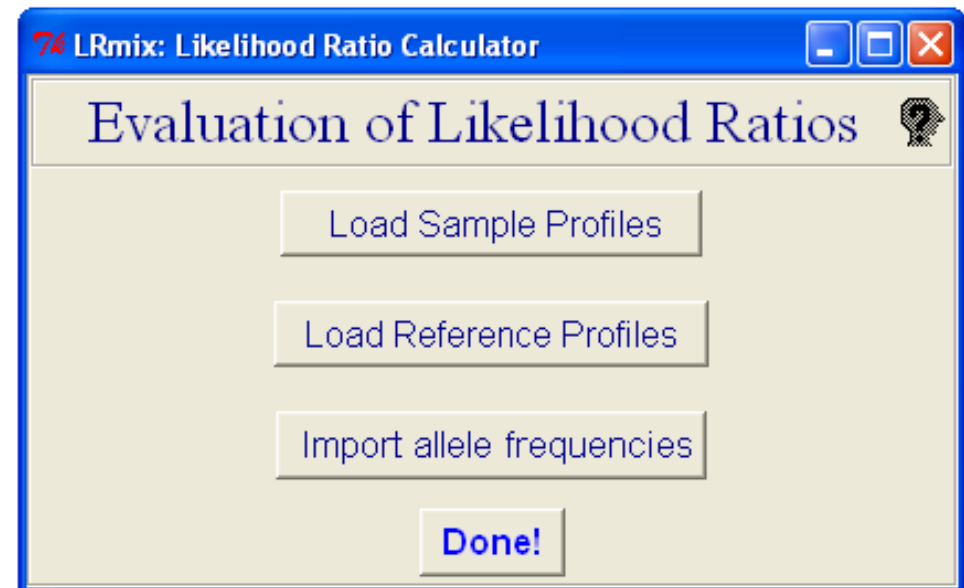 LRmix: Likelihood Ratio Calculator
Evaluation of Likelihood Ratios
Load Sample Profiles
Load Reference Profiles
Import allele frequencies
Done!